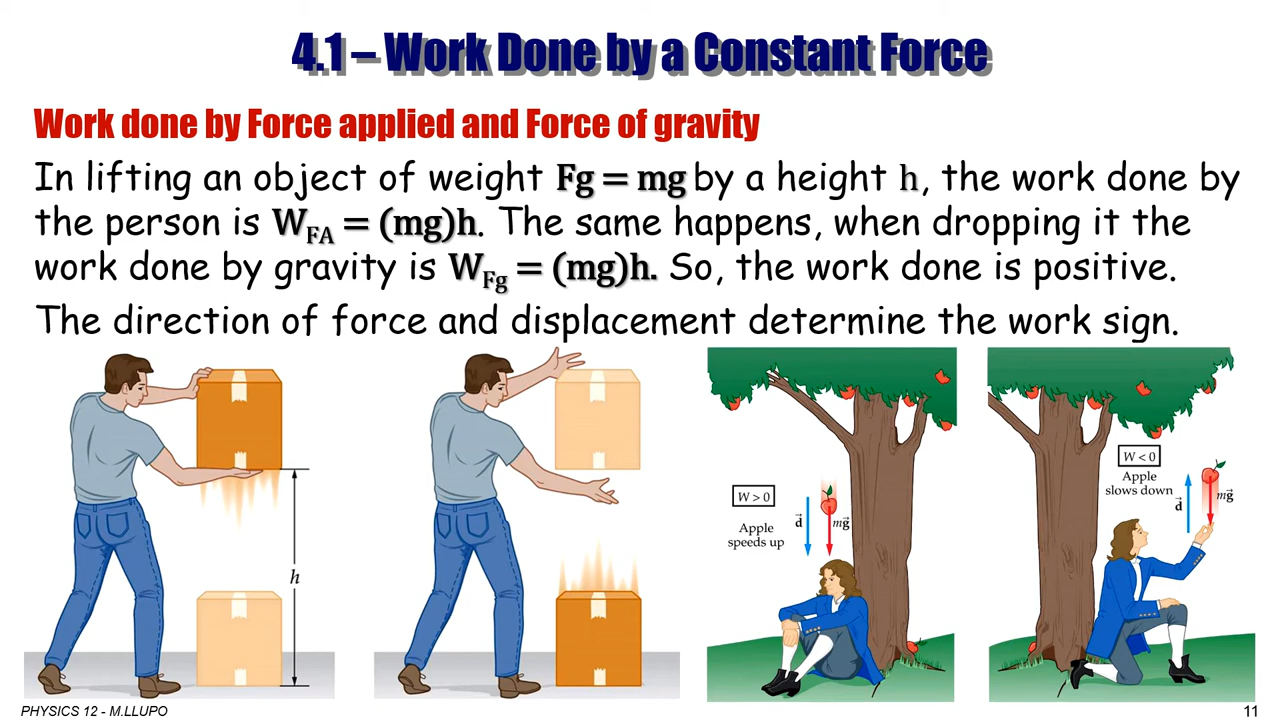 4.1 – Work Done by a Constant Force
Work done by Force applied and Force of gravity
In lifting an object of weight Fg = mg by a height h, the work done by
the person is W_FA = (mg)h. The same happens, when dropping it the
work done by gravity is W_Fg = (mg)h. So, the work done is positive.
The direction of force and displacement determine the work sign.
h
W > 0
Apple
speeds up
d⃗
mg⃗
W < 0
Apple
slows down
d⃗
mg⃗
PHYSICS 12 - M.LLUPO
11